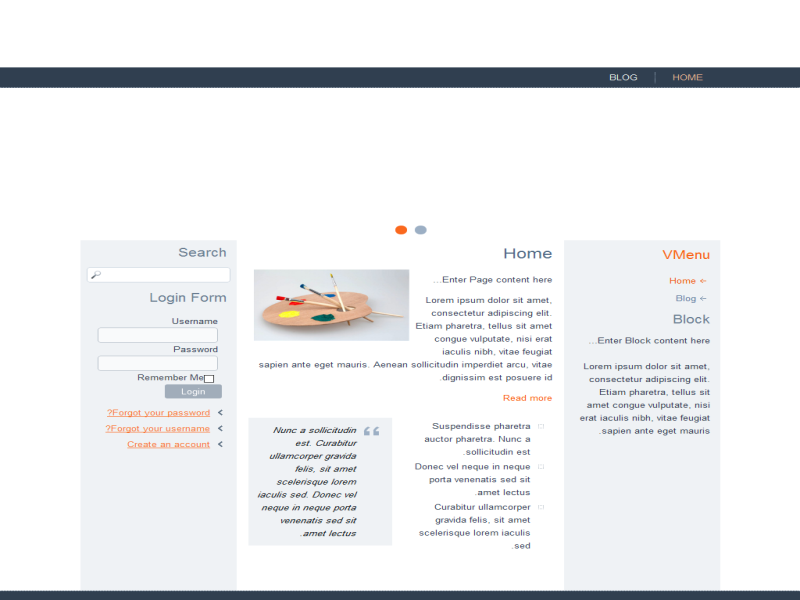 HOME
BLOG
VMenu
Home
Blog
Block
Enter Block content here...
Lorem ipsum dolor sit amet,
consectetur adipiscing elit.
Etiam pharetra, tellus sit
amet congue vulputate, nisi
erat iaculis nibh, vitae feugiat
sapien ante eget mauris.
Home
Enter Page content here...
Lorem ipsum dolor sit amet,
consectetur adipiscing elit.
Etiam pharetra, tellus sit amet
congue vulputate, nisi erat
iaculis nibh, vitae feugiat
sapien ante eget mauris. Aenean sollicitudin imperdiet arcu, vitae
dignissim est posuere id.
Read more
Suspendisse pharetra
auctor pharetra. Nunc a
sollicitudin est.
Donec vel neque in neque
porta venenatis sed sit
amet lectus.
Curabitur ullamcorper
gravida felis, sit amet
scelerisque lorem iaculis
sed.
Nunc a sollicitudin
est. Curabitur
ullamcorper gravida
felis, sit amet
scelerisque lorem
iaculis sed. Donec vel
neque in neque porta
venenatis sed sit
amet lectus.
Search
Login Form
Username
Password
Remember Me
Login
Forgot your password?
Forgot your username?
Create an account